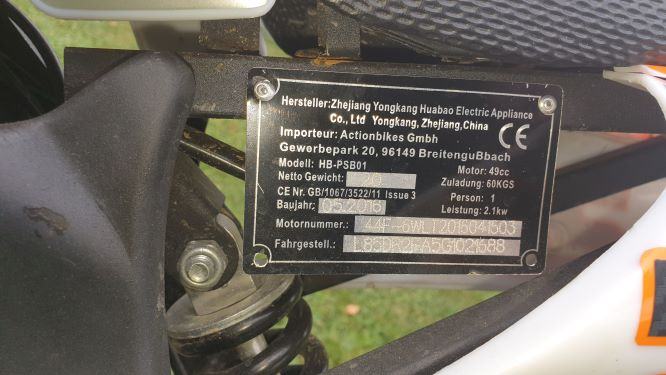 Hersteller:Zhejiang Yongkang Huabao Electric Appliance
Co., Ltd Yongkang, Zhejiang,China
Importeur: Actionbikes Gmbh
CE
Gewerbepark 20, 96149 BreitenguBbach
Modell: HB-PSB01 Motor: 49cc
Netto Gewicht: 20 Zuladung: 60KGS
CE Nr. GB/1067/3522/11 Issue 3 Person: 1
Baujahr: 05.2016 Leistung: 2.1kw
Motornummer.:
Fahrgestell.: